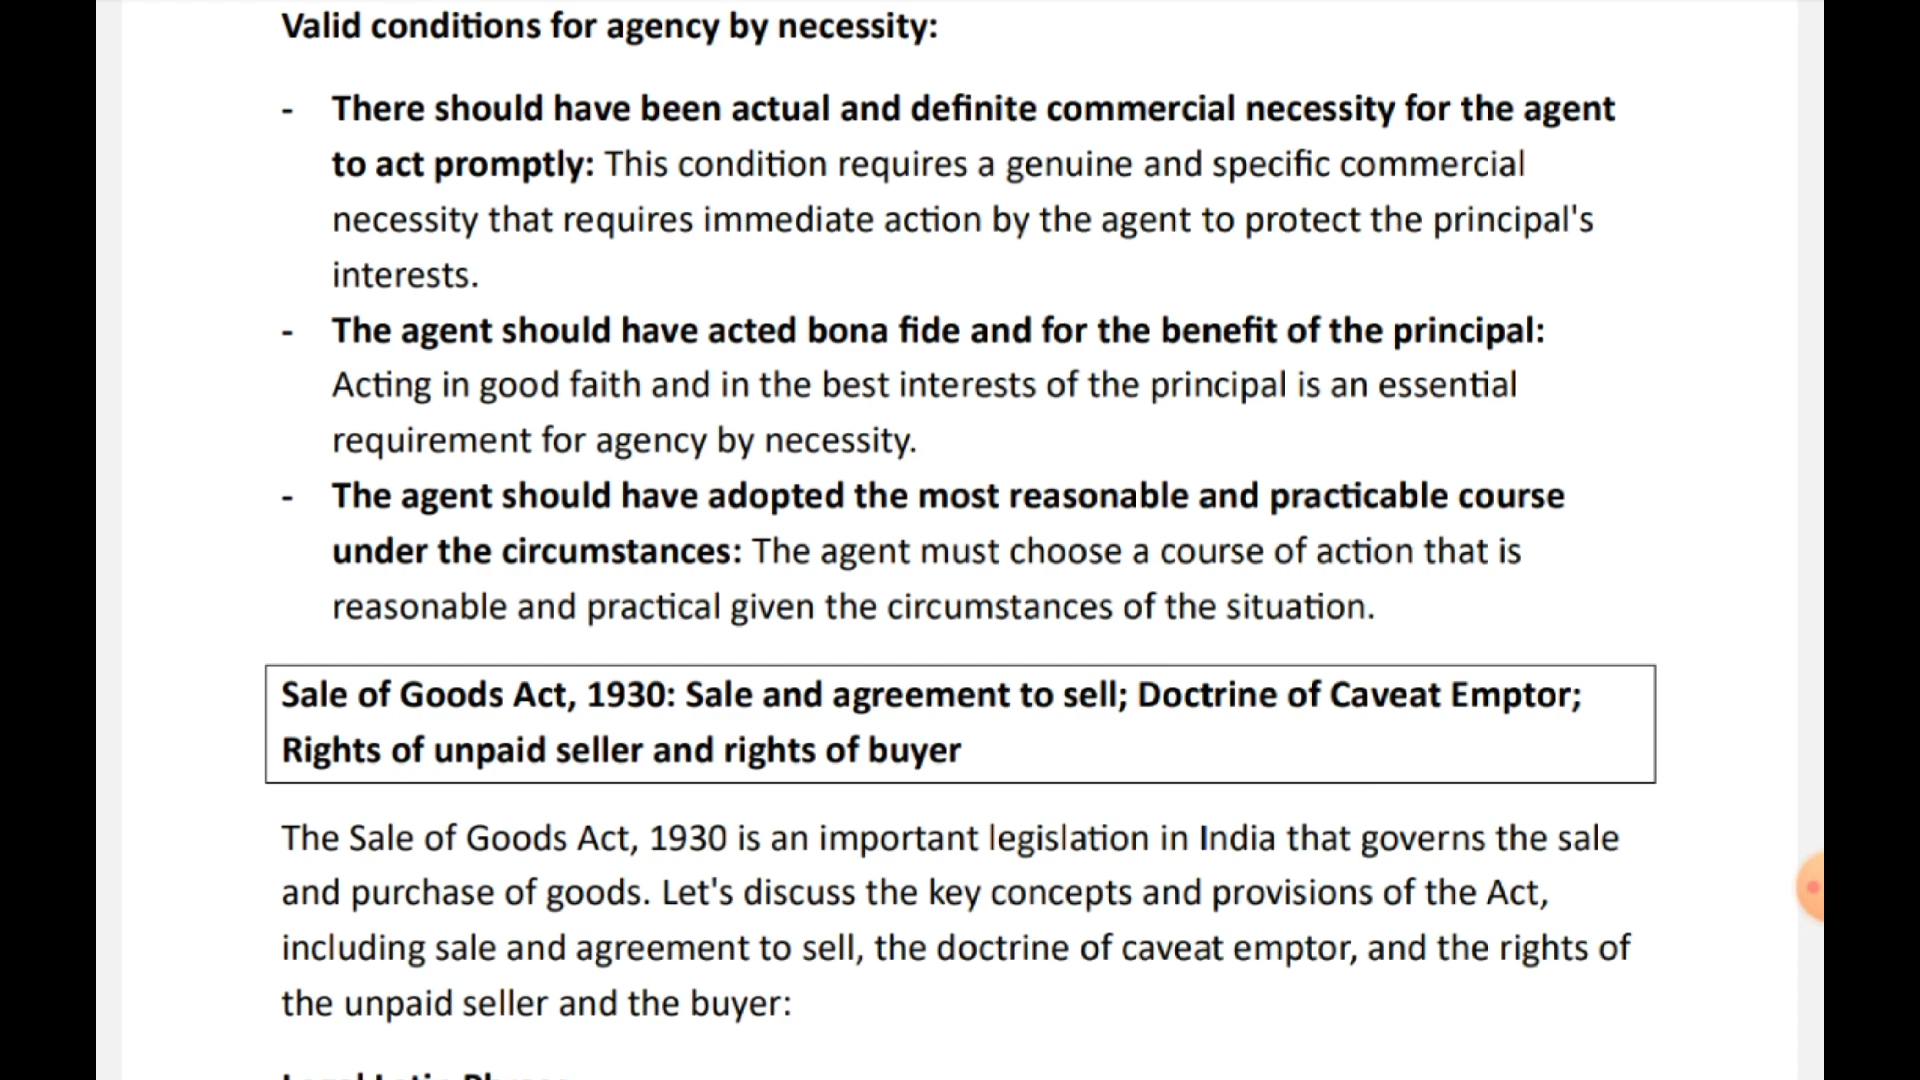 Valid conditions for agency by necessity:
- There should have been actual and definite commercial necessity for the agent
to act promptly: This condition requires a genuine and specific commercial
necessity that requires immediate action by the agent to protect the principal's
interests.
- The agent should have acted bona fide and for the benefit of the principal:
Acting in good faith and in the best interests of the principal is an essential
requirement for agency by necessity.
- The agent should have adopted the most reasonable and practicable course
under the circumstances: The agent must choose a course of action that is
reasonable and practical given the circumstances of the situation.
Sale of Goods Act, 1930: Sale and agreement to sell; Doctrine of Caveat Emptor;
Rights of unpaid seller and rights of buyer
The Sale of Goods Act, 1930 is an important legislation in India that governs the sale
and purchase of goods. Let's discuss the key concepts and provisions of the Act,
including sale and agreement to sell, the doctrine of caveat emptor, and the rights of
the unpaid seller and the buyer: